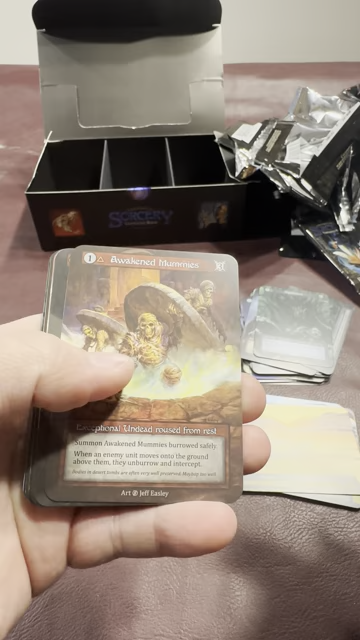 SORCERY
1 Awakened Mummies
Exceptional Undead roused from rest
Summon Awakened Mummies burrowed safely.
When an enemy unit moves onto the ground
above them, they unburrow and intercept.
Art Jeff Easley